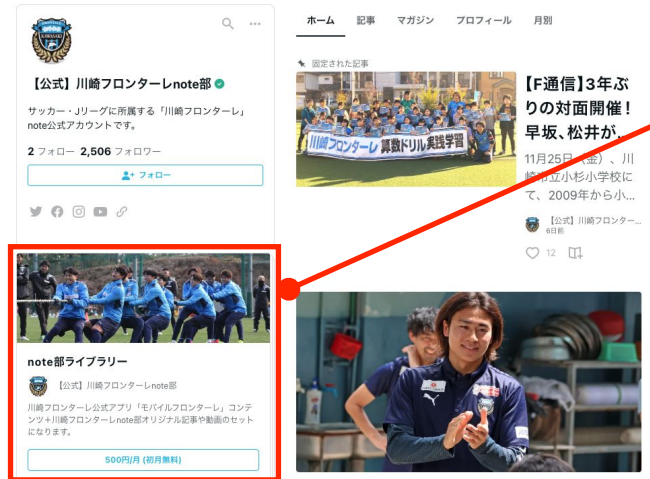 【公式】川崎フロンターレnote部
サッカー・Jリーグに所属する「川崎フロンターレ」
note公式アカウントです。
2 フォロー 2,506 フォロワー
フォロー
note部ライブラリー
【公式】川崎フロンターレnote部
川崎フロンターレ公式アプリ「モバイルフロンターレ」コンテ
ンツ+川崎フロンターレnote部オリジナル記事や動画のセット
になります。
500円/月 (初月無料)
ホーム 記事 マガジン プロフィール 月別
固定された記事
川崎フロンターレ 算数ドリル実践学習
【F通信】3年ぶ
りの対面開催!
早坂、松井が...
11月25日(金)、川
崎市立小杉小学校に
て、2009年から小...
【公式】川崎フロンター...
6日前
12